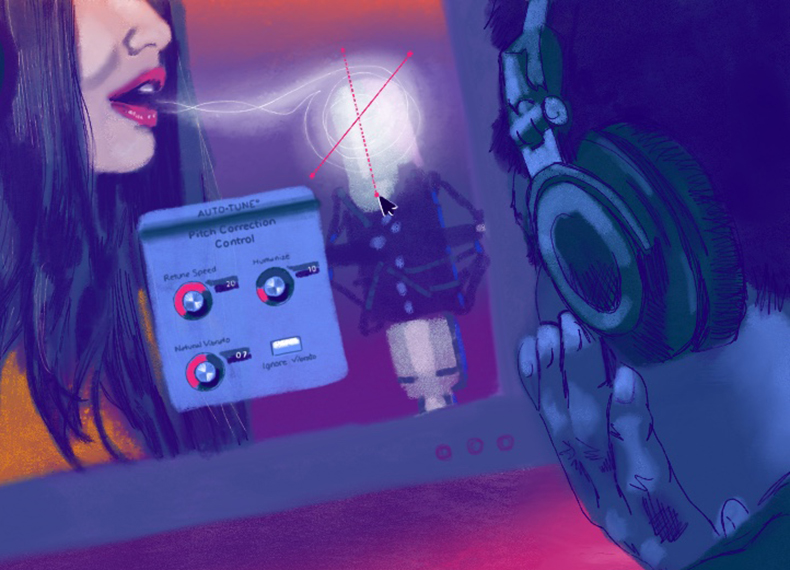 AUTO-TUNE®
Pitch Correction
Control
Retune Speed
20
Humanize
10
Natural Vibrato
07
Ignore Vibrato